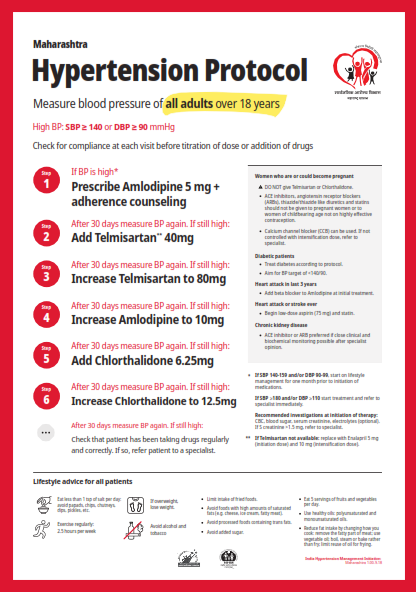 Maharashtra
Hypertension Protocol
Measure blood pressure of all adults over 18 years
High BP: SBP ≥ 140 or DBP ≥ 90 mmHg
Check for compliance at each visit before titration of dose or addition of drugs
Step 1
If BP is high*
Prescribe Amlodipine 5 mg +
adherence counseling
Step 2
After 30 days measure BP again. If still high:
Add Telmisartan** 40mg
Step 3
After 30 days measure BP again. If still high:
Increase Telmisartan to 80mg
Step 4
After 30 days measure BP again. If still high:
Increase Amlodipine to 10mg
Step 5
After 30 days measure BP again. If still high:
Add Chlorthalidone 6.25mg
Step 6
After 30 days measure BP again. If still high:
Increase Chlorthalidone to 12.5mg
After 30 days measure BP again. If still high:
Check that patient has been taking drugs regularly
and correctly. If so, refer patient to a specialist.
Women who are or could become pregnant
DO NOT give Telmisartan or Chlorthalidone.
• ACE inhibitors, angiotensin receptor blockers
(ARBs), thiazide/thiazide-like diuretics and statins
should not be given to pregnant women or to
women of childbearing age not on highly effective
contraception.
• Calcium channel blocker (CCB) can be used. If not
controlled with intensification dose, refer to
specialist.
Diabetic patients
• Treat diabetes according to protocol.
• Aim for BP target of <140/90.
Heart attack in last 3 years
• Add beta blocker to Amlodipine at initial treatment.
Heart attack or stroke ever
• Begin low-dose aspirin (75 mg) and statin.
Chronic kidney disease
• ACE inhibitor or ARB preferred if close clinical and
biochemical monitoring possible after specialist
opinion.
* If SBP 140-159 and/or DBP 90-99, start on lifestyle
management for one month prior to initiation of
medications.
If SBP ≥180 and/or DBP ≥110 start treatment and refer to
specialist immediately.
Recommended investigations at initiation of therapy:
CBC, blood sugar, serum creatinine, electrolytes (optional).
If S creatinine >1.5 mg, refer to specialist.
** If Telmisartan not available: replace with Enalapril 5 mg
(initiation dose) and 10 mg (intensification dose).
Lifestyle advice for all patients
Eat less than 1 tsp of salt per day;
avoid papads, chips, chutneys,
dips, pickles, etc.
Exercise regularly:
2.5 hours per week
If overweight,
lose weight.
Avoid alcohol and
tobacco
• Limit intake of fried foods.
• Avoid foods with high amounts of saturated
fats (e.g. cheese, ice cream, fatty meat).
• Avoid processed foods containing trans fats.
• Avoid added sugar.
• Eat 5 servings of fruits and vegetables
per day.
• Use healthy oils: polyunsaturated and
monounsaturated oils.
• Reduce fat intake by changing how you
cook: remove the fatty part of meat; use
vegetable oil; boil, steam or bake rather
than fry; limit reuse of oil for frying.
India Hypertension Management Initiative